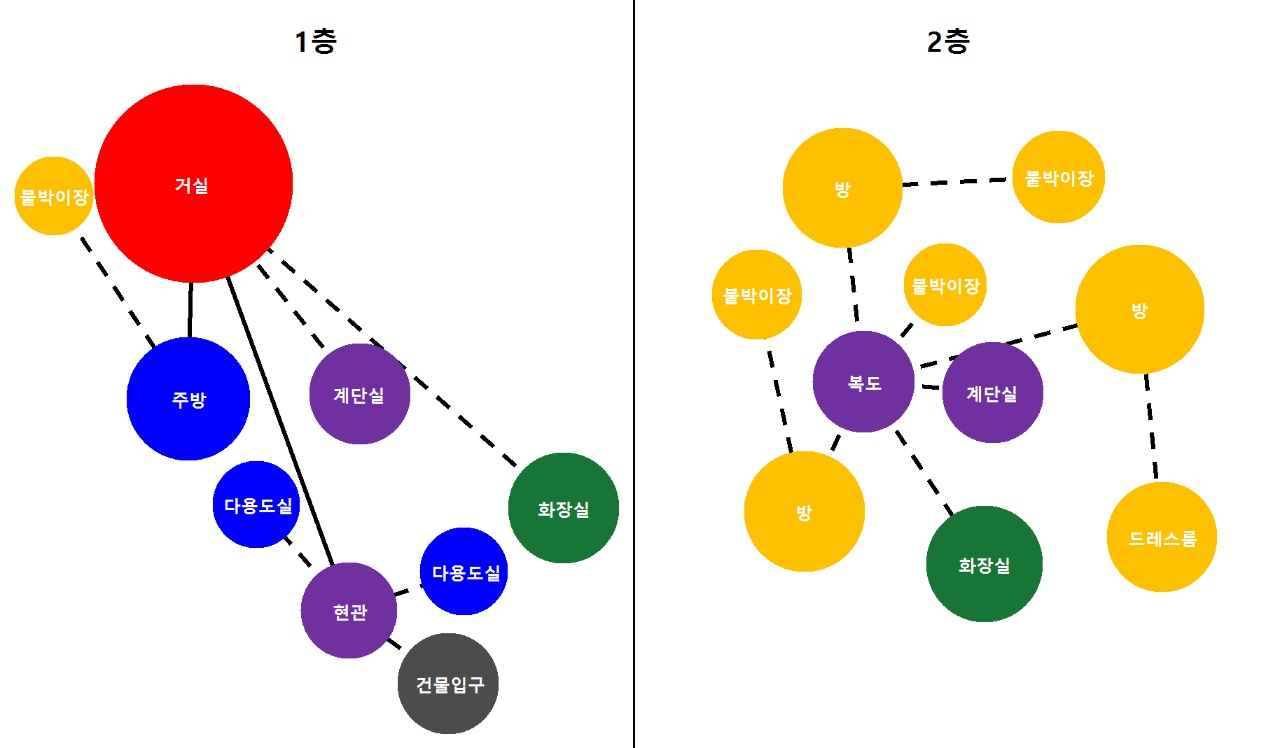 1층
거실
붙박이장
주방
계단실
다용도실
화장실
다용도실
현관
건물입구
2층
방
붙박이장
붙박이장
붙박이장
방
복도
계단실
방
화장실
드레스룸